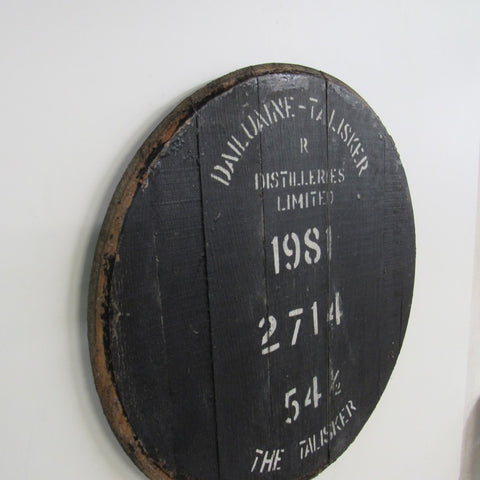 DAILUAINE-TALISKER
R
DISTILLERIES
LIMITED
1981
2714
54½
THE TALISKER